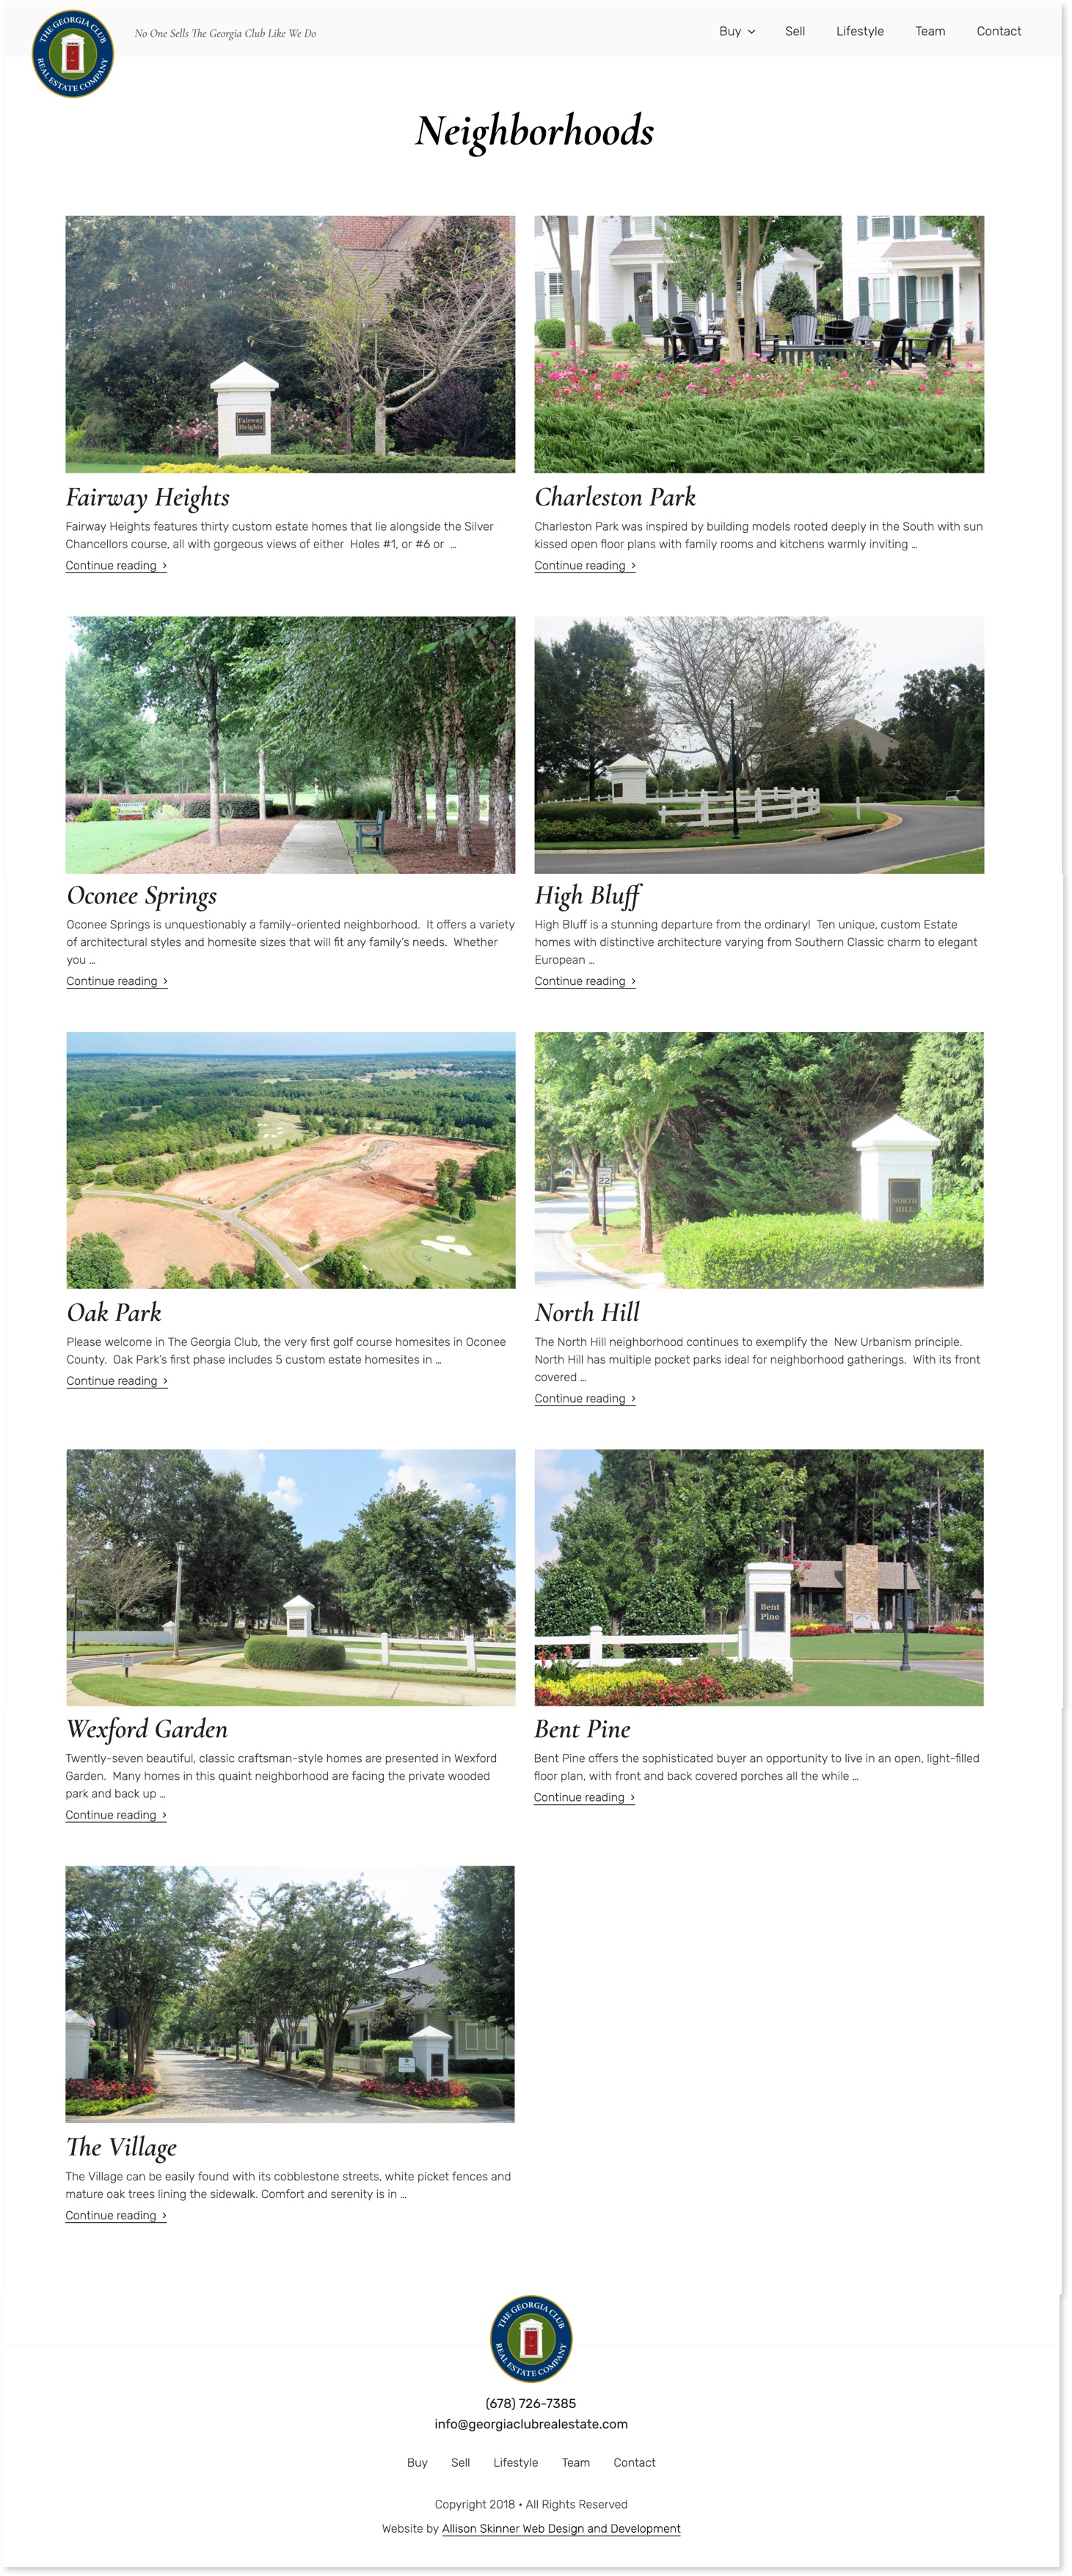 THE GEORGIA CLUB
REAL ESTATE COMPANY
No One Sells The Georgia Club Like We Do
Buy Sell Lifestyle Team Contact
Neighborhoods
Fairway
Heights
Fairway Heights
Fairway Heights features thirty custom estate homes that lie alongside the Silver
Chancellors course, all with gorgeous views of either Holes #1, or #6 or …
Continue reading ›
Charleston Park
Charleston Park was inspired by building models rooted deeply in the South with sun
kissed open floor plans with family rooms and kitchens warmly inviting …
Continue reading ›
Oconee Springs
Oconee Springs is unquestionably a family-oriented neighborhood. It offers a variety
of architectural styles and homesite sizes that will fit any family's needs. Whether
you …
Continue reading ›
High Bluff
High Bluff is a stunning departure from the ordinary! Ten unique, custom Estate
homes with distinctive architecture varying from Southern Classic charm to elegant
European …
Continue reading ›
Oak Park
Please welcome in The Georgia Club, the very first golf course homesites in Oconee
County. Oak Park's first phase includes 5 custom estate homesites in …
Continue reading ›
22
NORTH
HILL
North Hill
The North Hill neighborhood continues to exemplify the New Urbanism principle.
North Hill has multiple pocket parks ideal for neighborhood gatherings. With its front
covered …
Continue reading ›
Wexford Garden
Twenty-seven beautiful, classic craftsman-style homes are presented in Wexford
Garden. Many homes in this quaint neighborhood are facing the private wooded
park and back up …
Continue reading ›
Bent
Pine
Bent Pine
Bent Pine offers the sophisticated buyer an opportunity to live in an open, light-filled
floor plan, with front and back covered porches all the while …
Continue reading ›
The Village
The Village can be easily found with its cobblestone streets, white picket fences and
mature oak trees lining the sidewalk. Comfort and serenity is in …
Continue reading ›
THE GEORGIA CLUB
REAL ESTATE COMPANY
(678) 726-7385
info@georgiaclubrealestate.com
Buy Sell Lifestyle Team Contact
Copyright 2018 • All Rights Reserved
Website by Allison Skinner Web Design and Development